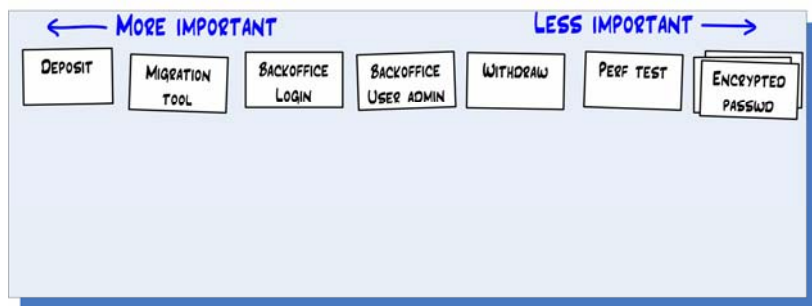 MORE IMPORTANT
LESS IMPORTANT
DEPOSIT
MIGRATION
TOOL
BACKOFFICE
LOGIN
BACKOFFICE
USER ADMIN
WITHDRAW
PERF TEST
ENCRYPTED
PASSWD